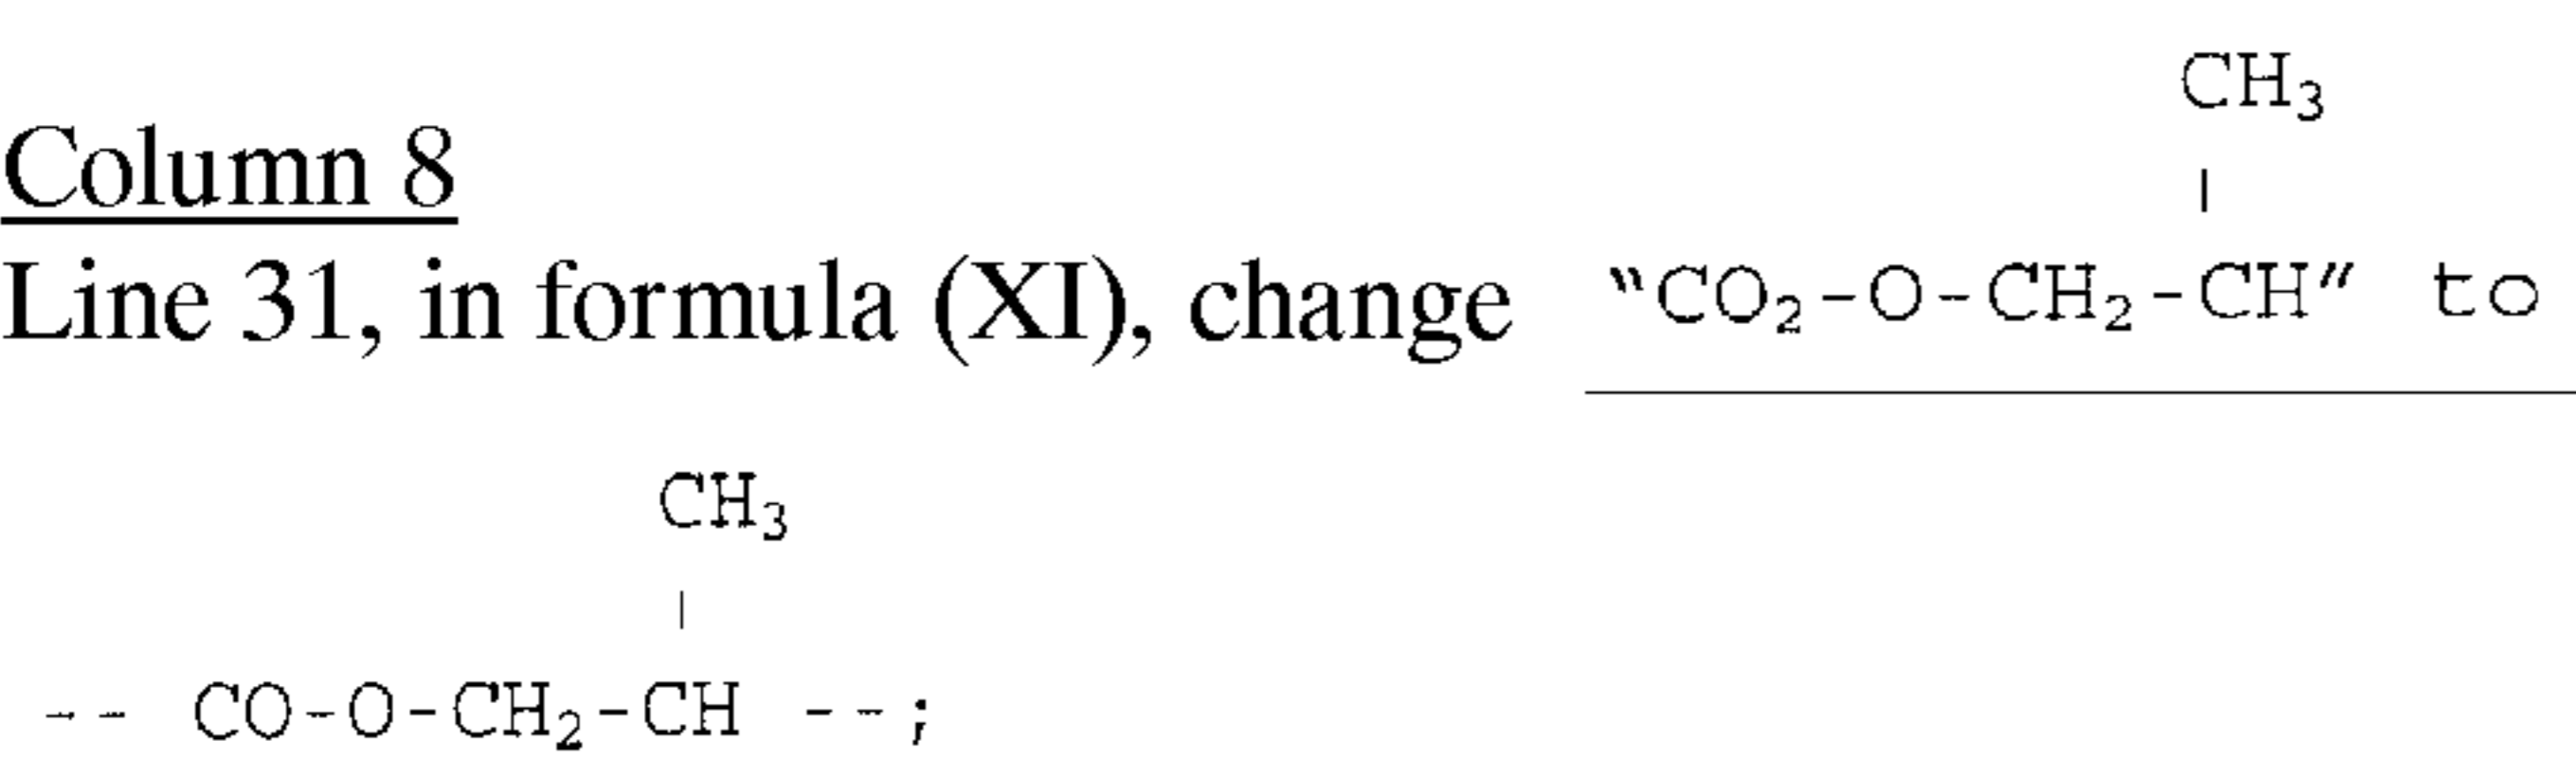 CH₃
|
Column 8
Line 31, in formula (XI), change "CO₂-O-CH₂-CH" to
CH₃
|
-- CO-O-CH₂-CH --;